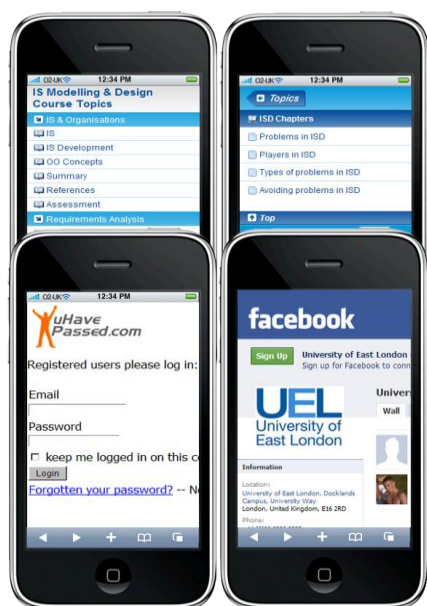 O2-UK 12:34 PM
IS Modelling & Design
Course Topics
IS & Organisations
IS
IS Development
OO Concepts
Summary
References
Assessment
Requirements Analysis
O2-UK 12:34 PM
Topics
ISD Chapters
Problems in ISD
Players in ISD
Types of problems in ISD
Avoiding problems in ISD
Top
O2-UK 12:34 PM
uHave
Passed.com
Registered users please log in:
Email
Password
keep me logged in on this
Login
Forgotten your password? --
facebook
Sign Up University of East London
Sign up for Facebook to
UEL
University of
East London
Wall
Information
Location:
University of East London, Docklands
Campus, University Way
London, United Kingdom, E16 2RD
Phone: